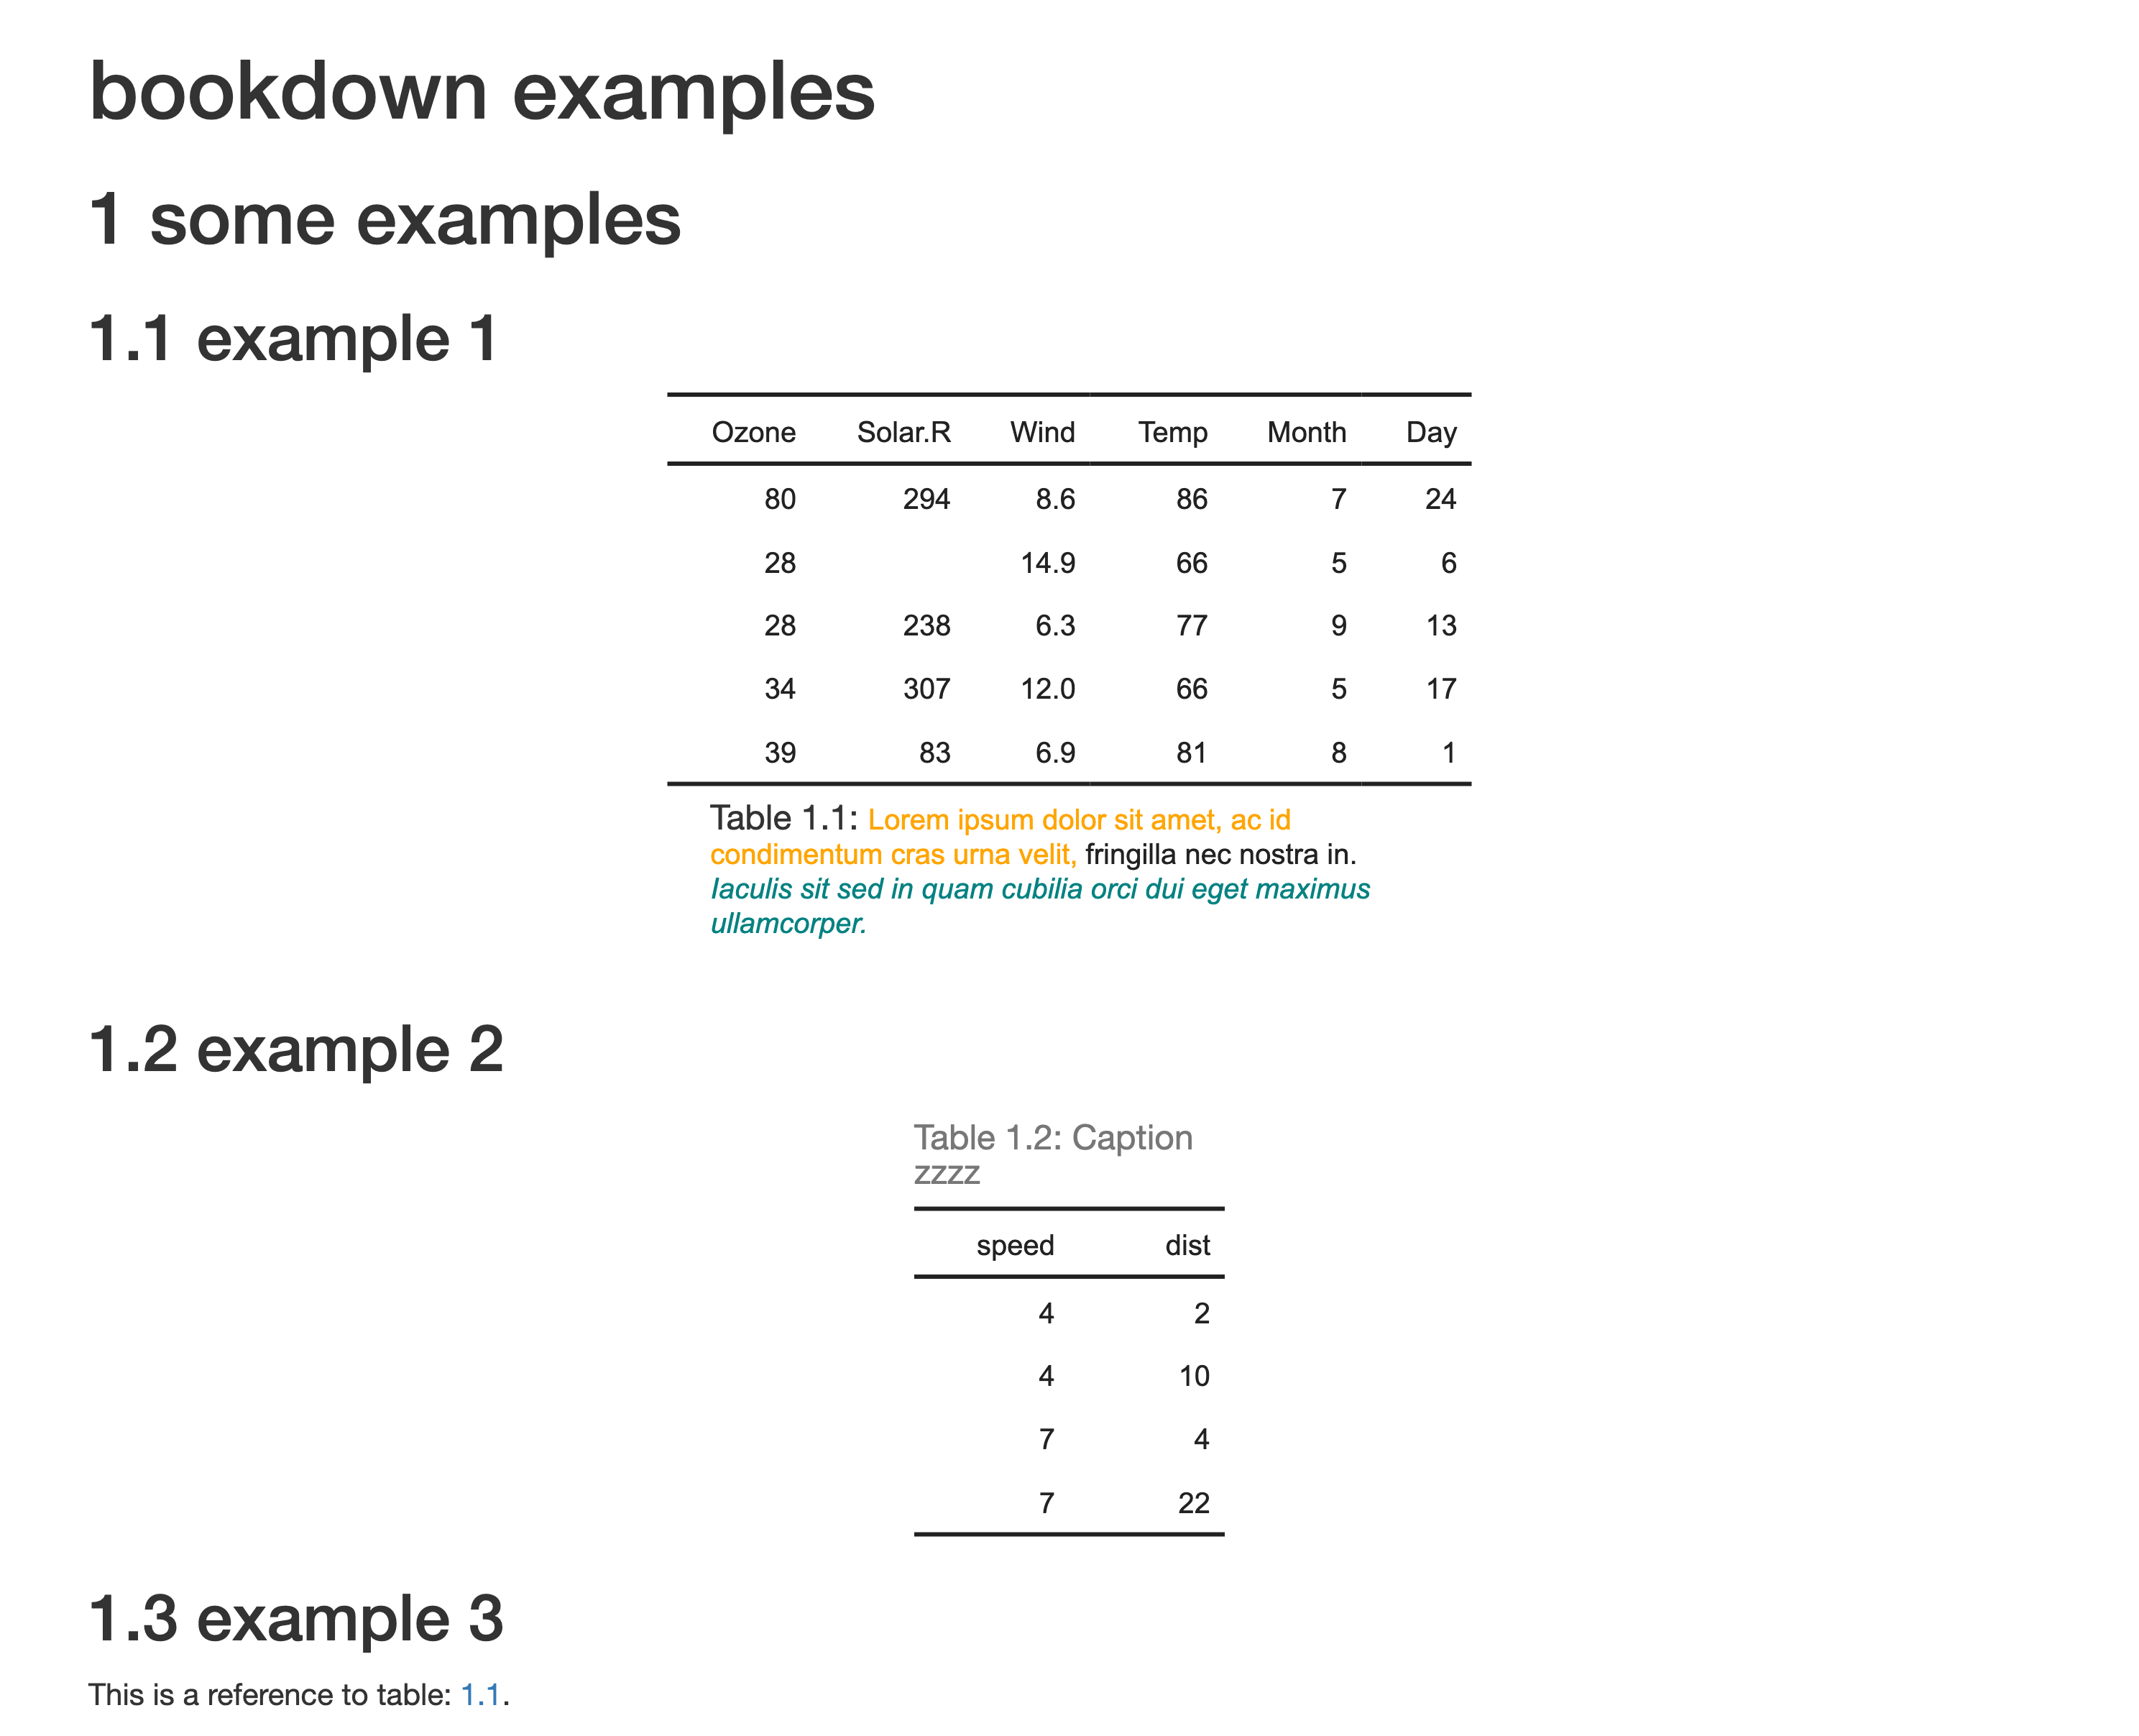 bookdown examples
1 some examples
1.1 example 1
Ozone Solar.R Wind Temp Month Day
80 294 8.6 86 7 24
28 14.9 66 5 6
28 238 6.3 77 9 13
34 307 12.0 66 5 17
39 83 6.9 81 8 1
Table 1.1: Lorem ipsum dolor sit amet, ac id
condimentum cras urna velit, fringilla nec nostra in.
Iaculis sit sed in quam cubilia orci dui eget maximus
ullamcorper.
1.2 example 2
Table 1.2: Caption
zzzz
speed dist
4 2
4 10
7 4
7 22
1.3 example 3
This is a reference to table: 1.1.